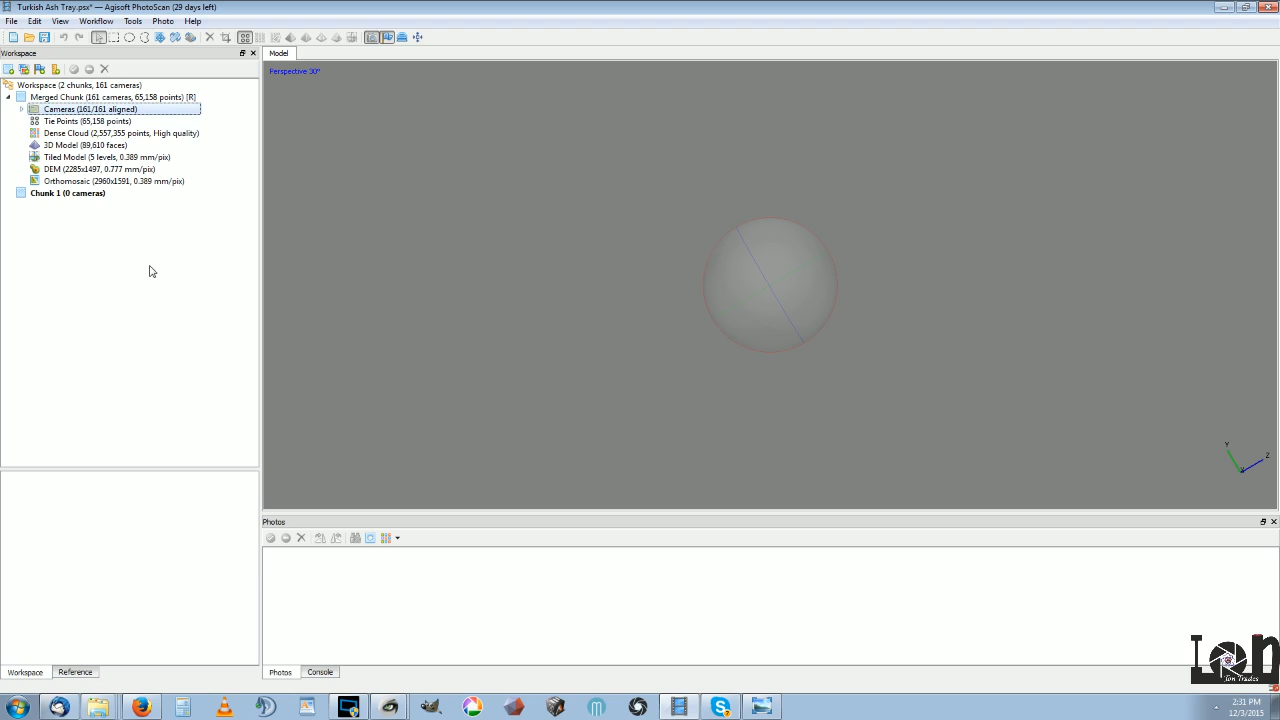 Turkish Ash Tray.psx* — Agisoft PhotoScan (29 days left)
File Edit View Workflow Tools Photo Help
Workspace
Model
Perspective 30°
Workspace (2 chunks, 161 cameras)
Merged Chunk (161 cameras, 65,158 points) [R]
Cameras (161/161 aligned)
Tie Points (65,158 points)
Dense Cloud (2,557,355 points, High quality)
3D Model (89,610 faces)
Tiled Model (5 levels, 0.389 mm/pix)
DEM (2285x1497, 0.777 mm/pix)
Orthomosaic (2960x1591, 0.389 mm/pix)
Chunk 1 (0 cameras)
Y
Z
Photos
Workspace Reference
Photos Console
Ion
Ion Trades
2:31 PM
12/3/2015